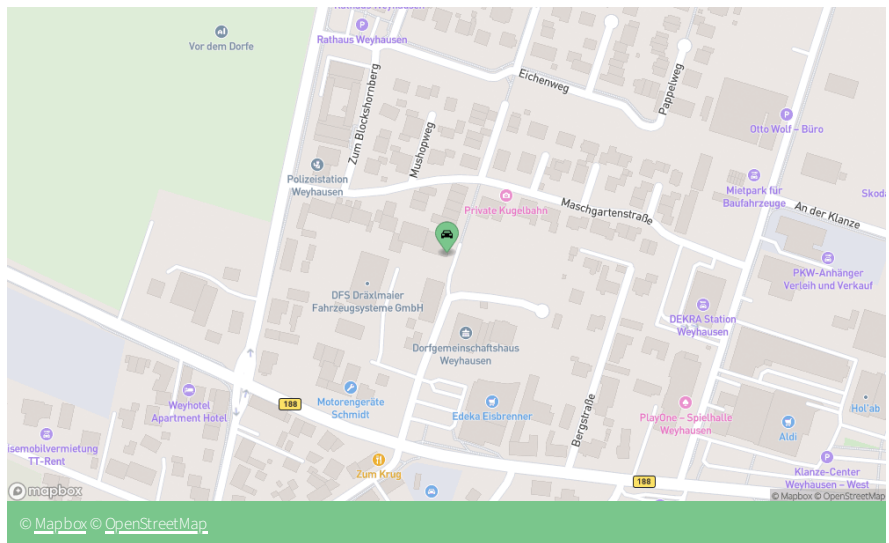 Rathaus Weyhausen
Vor dem Dorfe
Rathaus Weyhausen
Eichenweg
Pappelweg
Zum Blockshornberg
Mushopweg
Otto Wolf – Büro
Polizeistation
Weyhausen
Mietpark für
Baufahrzeuge
Skoda
Private Kugelbahn
Maschgartenstraße
An der Klanze
PKW-Anhänger
Verleih und Verkauf
DFS Dräxlmaier
Fahrzeugsysteme GmbH
DEKRA Station
Weyhausen
Dorfgemeinschaftshaus
Weyhausen
Weyhotel
Apartment Hotel
188
Motorengeräte
Schmidt
Edeka Eisbrenner
Bergstraße
PlayOne – Spielhalle
Weyhausen
Hol'ab
Aldi
isemobilvermietung
TT-Rent
Zum Krug
188
Klanze-Center
Weyhausen – West
mapbox
© Mapbox © OpenStreetMap
© Mapbox © OpenStreetMap